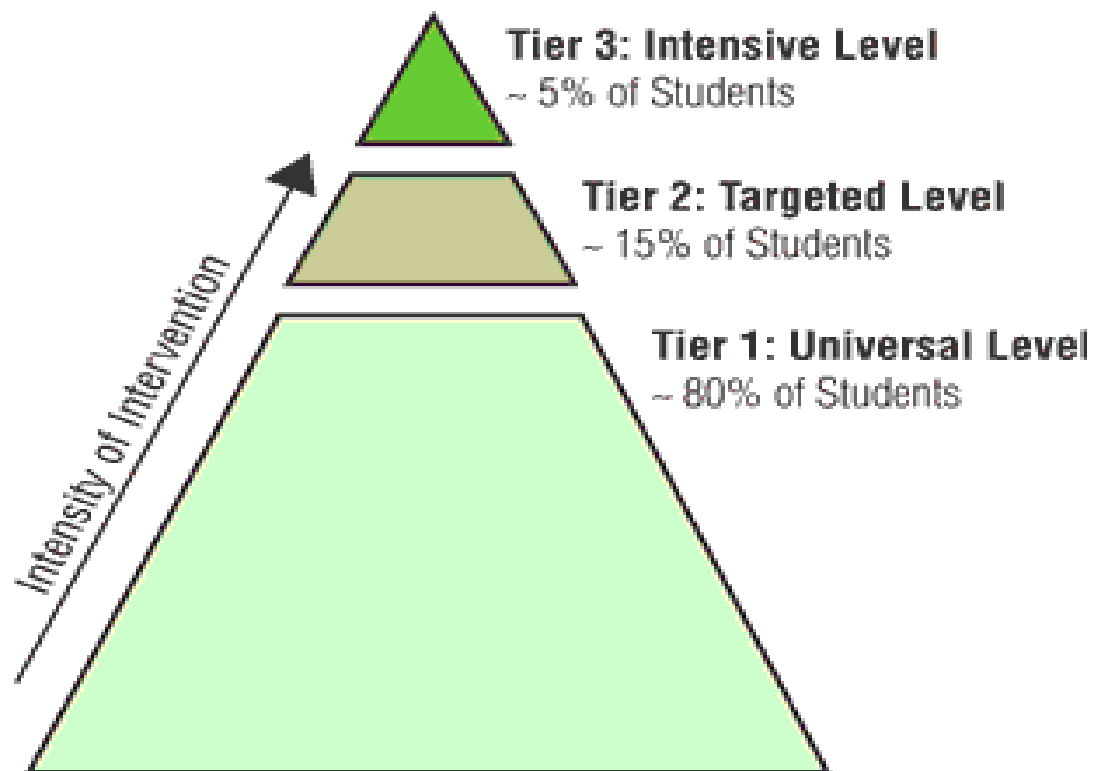 Tier 3: Intensive Level
~ 5% of Students
Tier 2: Targeted Level
~ 15% of Students
Tier 1: Universal Level
~ 80% of Students
Intensity of Intervention